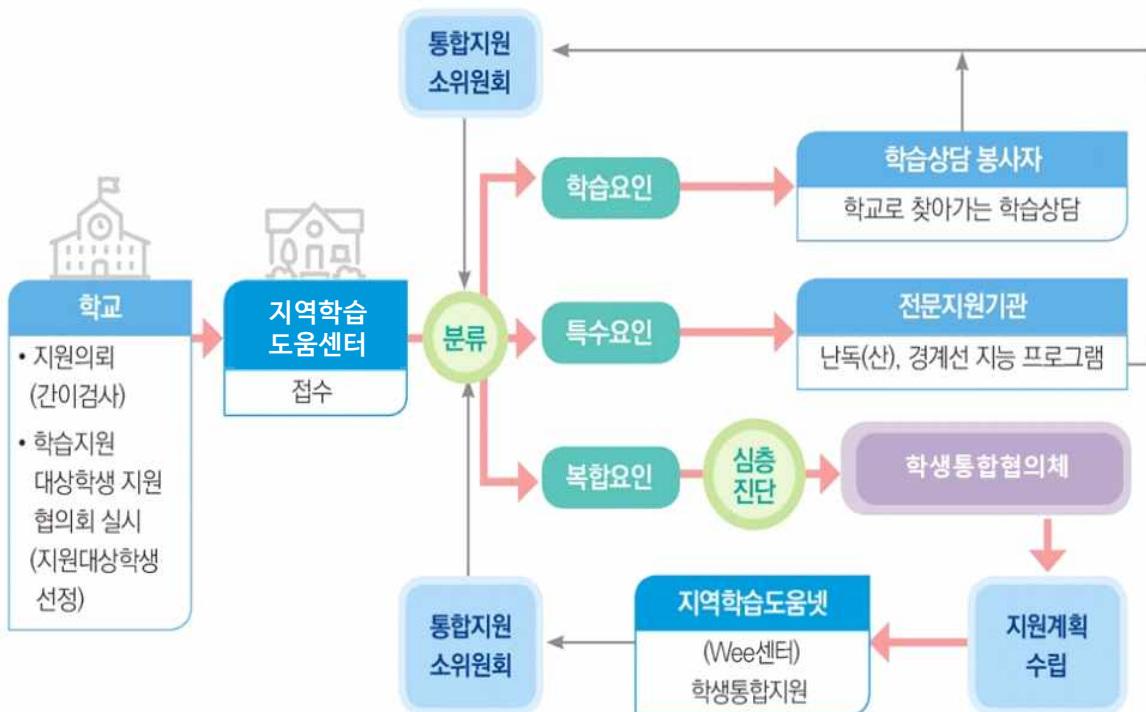 통합지원
소위원회
학습요인
학습상담 봉사자
학교로 찾아가는 학습상담
학교
• 지원의뢰
(간이검사)
• 학습지원
대상학생 지원
협의회 실시
(지원대상학생
선정)
지역학습
도움센터
접수
분류
특수요인
전문지원기관
난독(산), 경계선 지능 프로그램
복합요인
심층
진단
학생통합협의체
통합지원
소위원회
지역학습도움넷
(Wee센터)
학생통합지원
지원계획
수립